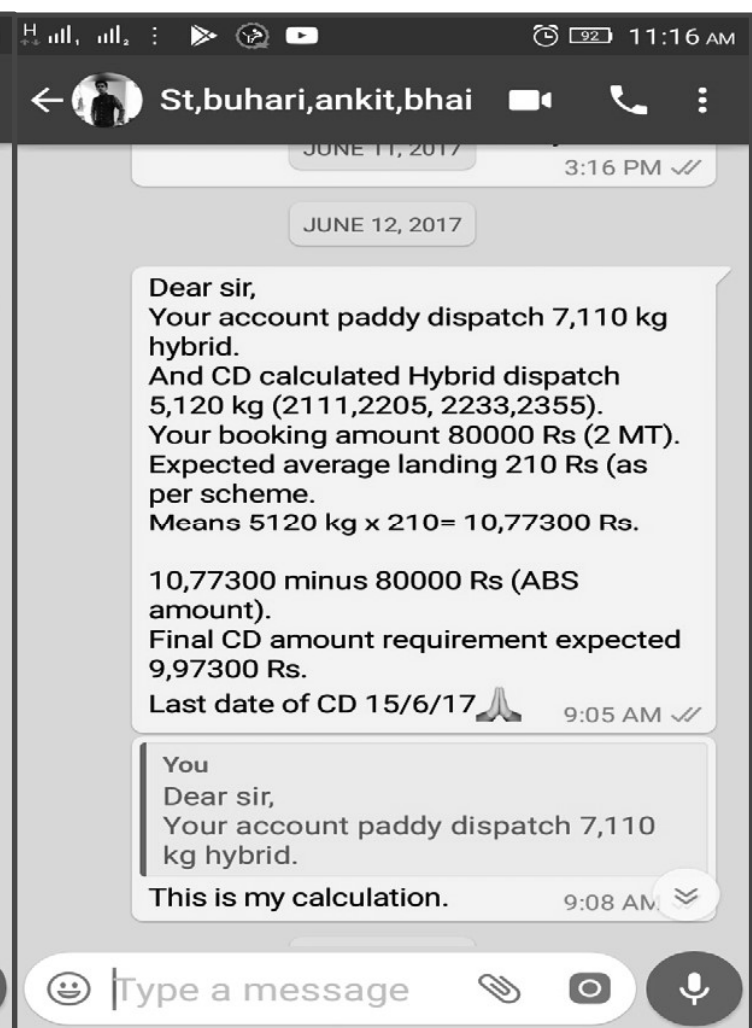 H 92 11:16 AM
St,buhari,ankit,bhai
JUNE 11, 2017
3:16 PM
JUNE 12, 2017
Dear sir,
Your account paddy dispatch 7,110 kg
hybrid.
And CD calculated Hybrid dispatch
5,120 kg (2111,2205, 2233,2355).
Your booking amount 80000 Rs (2 MT).
Expected average landing 210 Rs (as
per scheme.
Means 5120 kg x 210= 10,77300 Rs.
10,77300 minus 80000 Rs (ABS
amount).
Final CD amount requirement expected
9,97300 Rs.
Last date of CD 15/6/17
9:05 AM
You
Dear sir,
Your account paddy dispatch 7,110
kg hybrid.
This is my calculation.
9:08 AM
Type a message